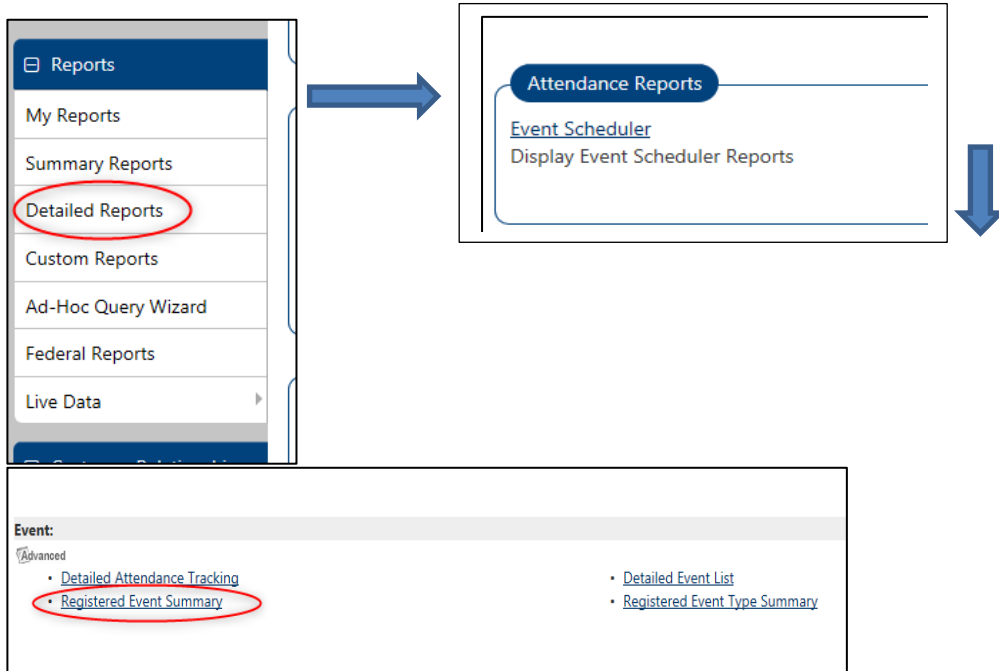 Reports
My Reports
Summary Reports
Detailed Reports
Custom Reports
Ad-Hoc Query Wizard
Federal Reports
Live Data
Attendance Reports
Event Scheduler
Display Event Scheduler Reports
Event:
Advanced
• Detailed Attendance Tracking
• Registered Event Summary
• Detailed Event List
• Registered Event Type Summary